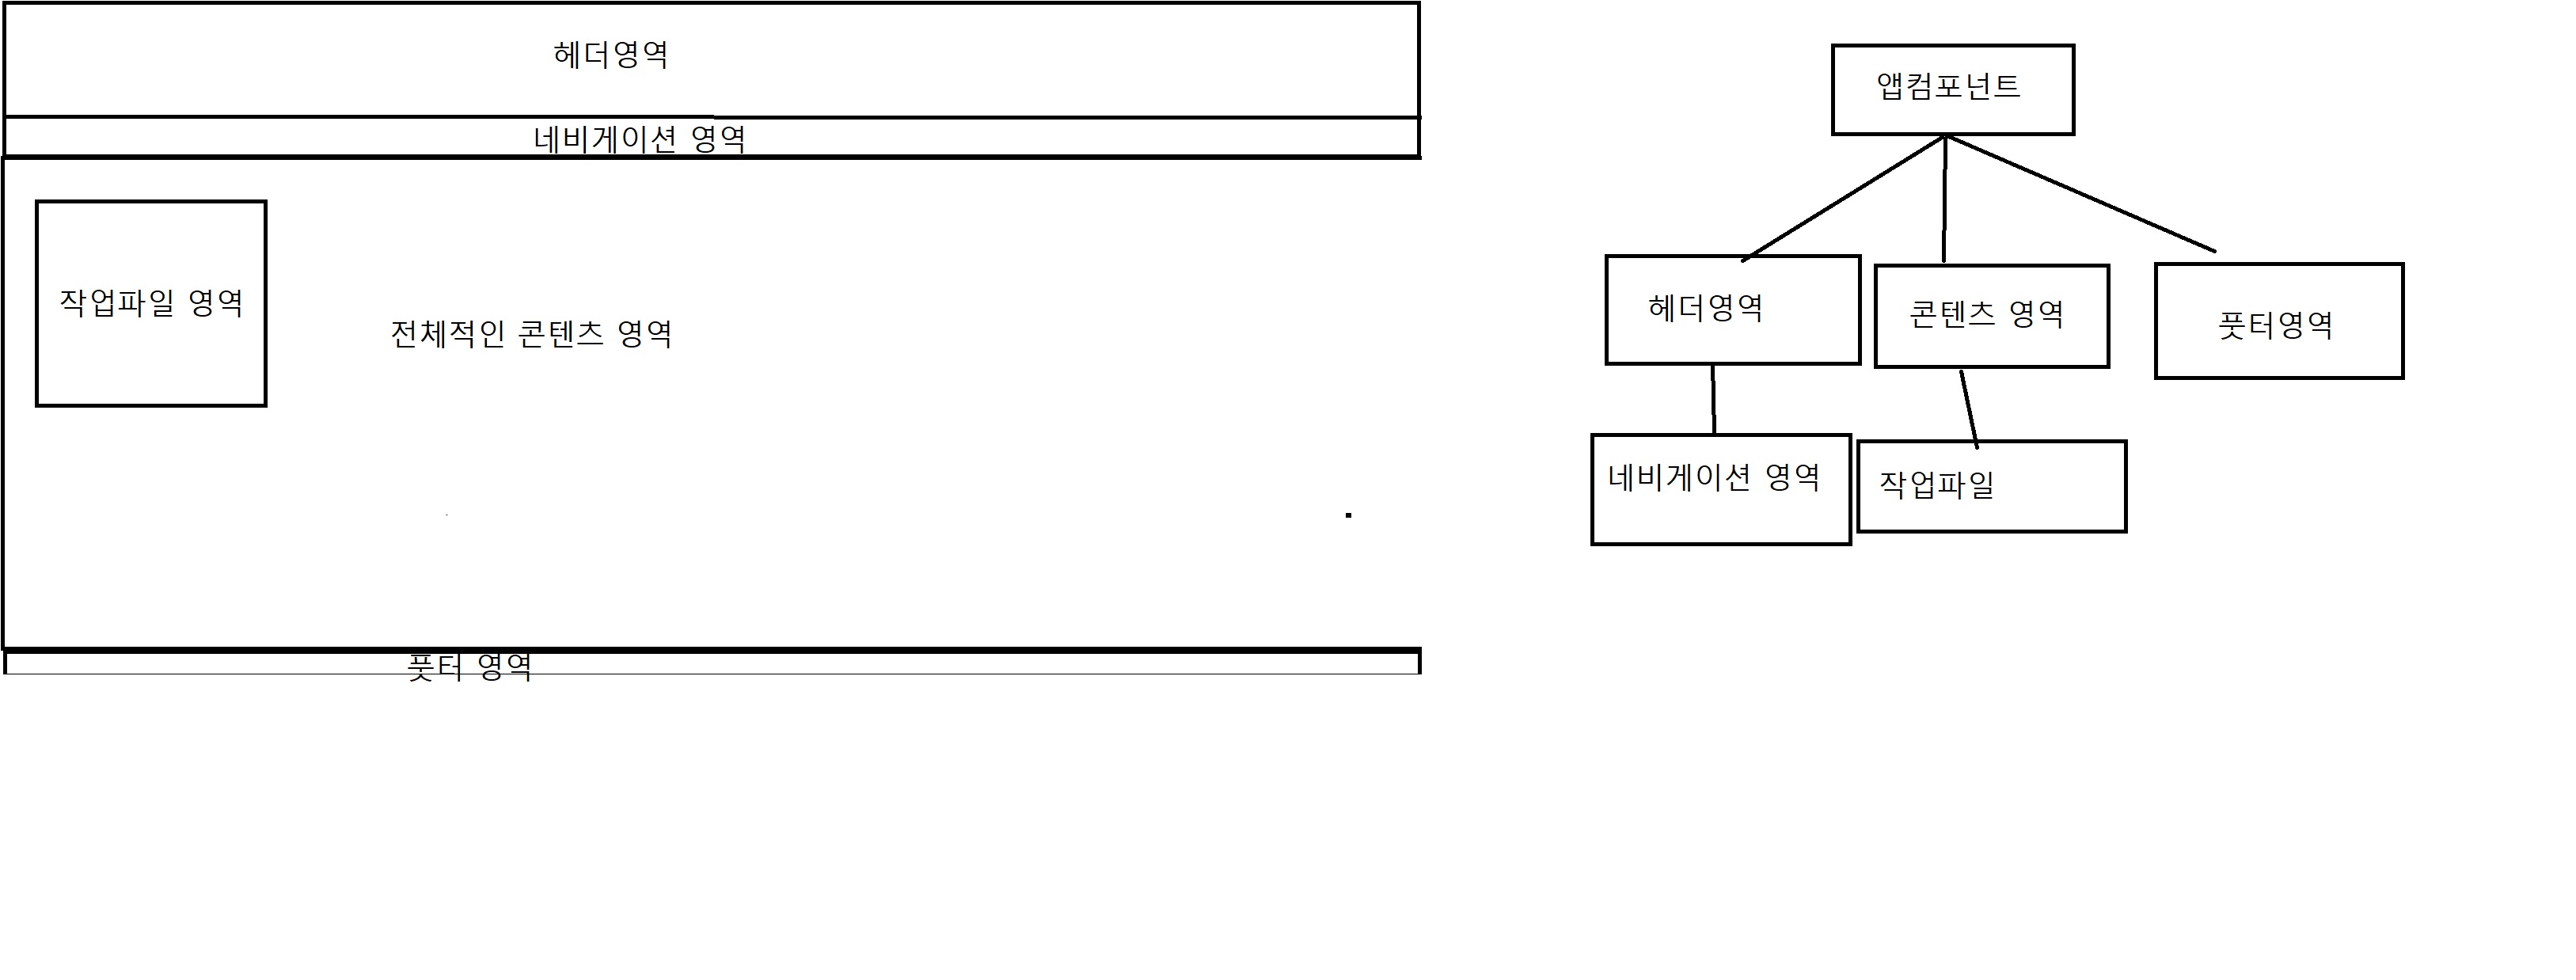 헤더영역
네비게이션 영역
작업파일 영역
전체적인 콘텐츠 영역
풋터 영역
앱컴포넌트
헤더영역
콘텐츠 영역
풋터영역
네비게이션 영역
작업파일